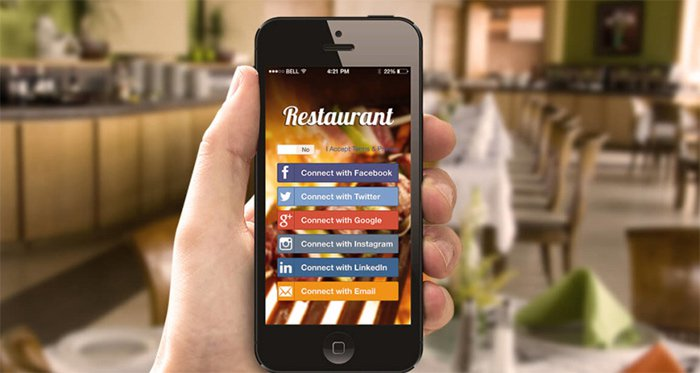 BELL 4:21 PM 22%
Restaurant
No I Accept Terms &
f Connect with Facebook
Connect with Twitter
g+ Connect with Google
Connect with Instagram
in Connect with LinkedIn
Connect with Email